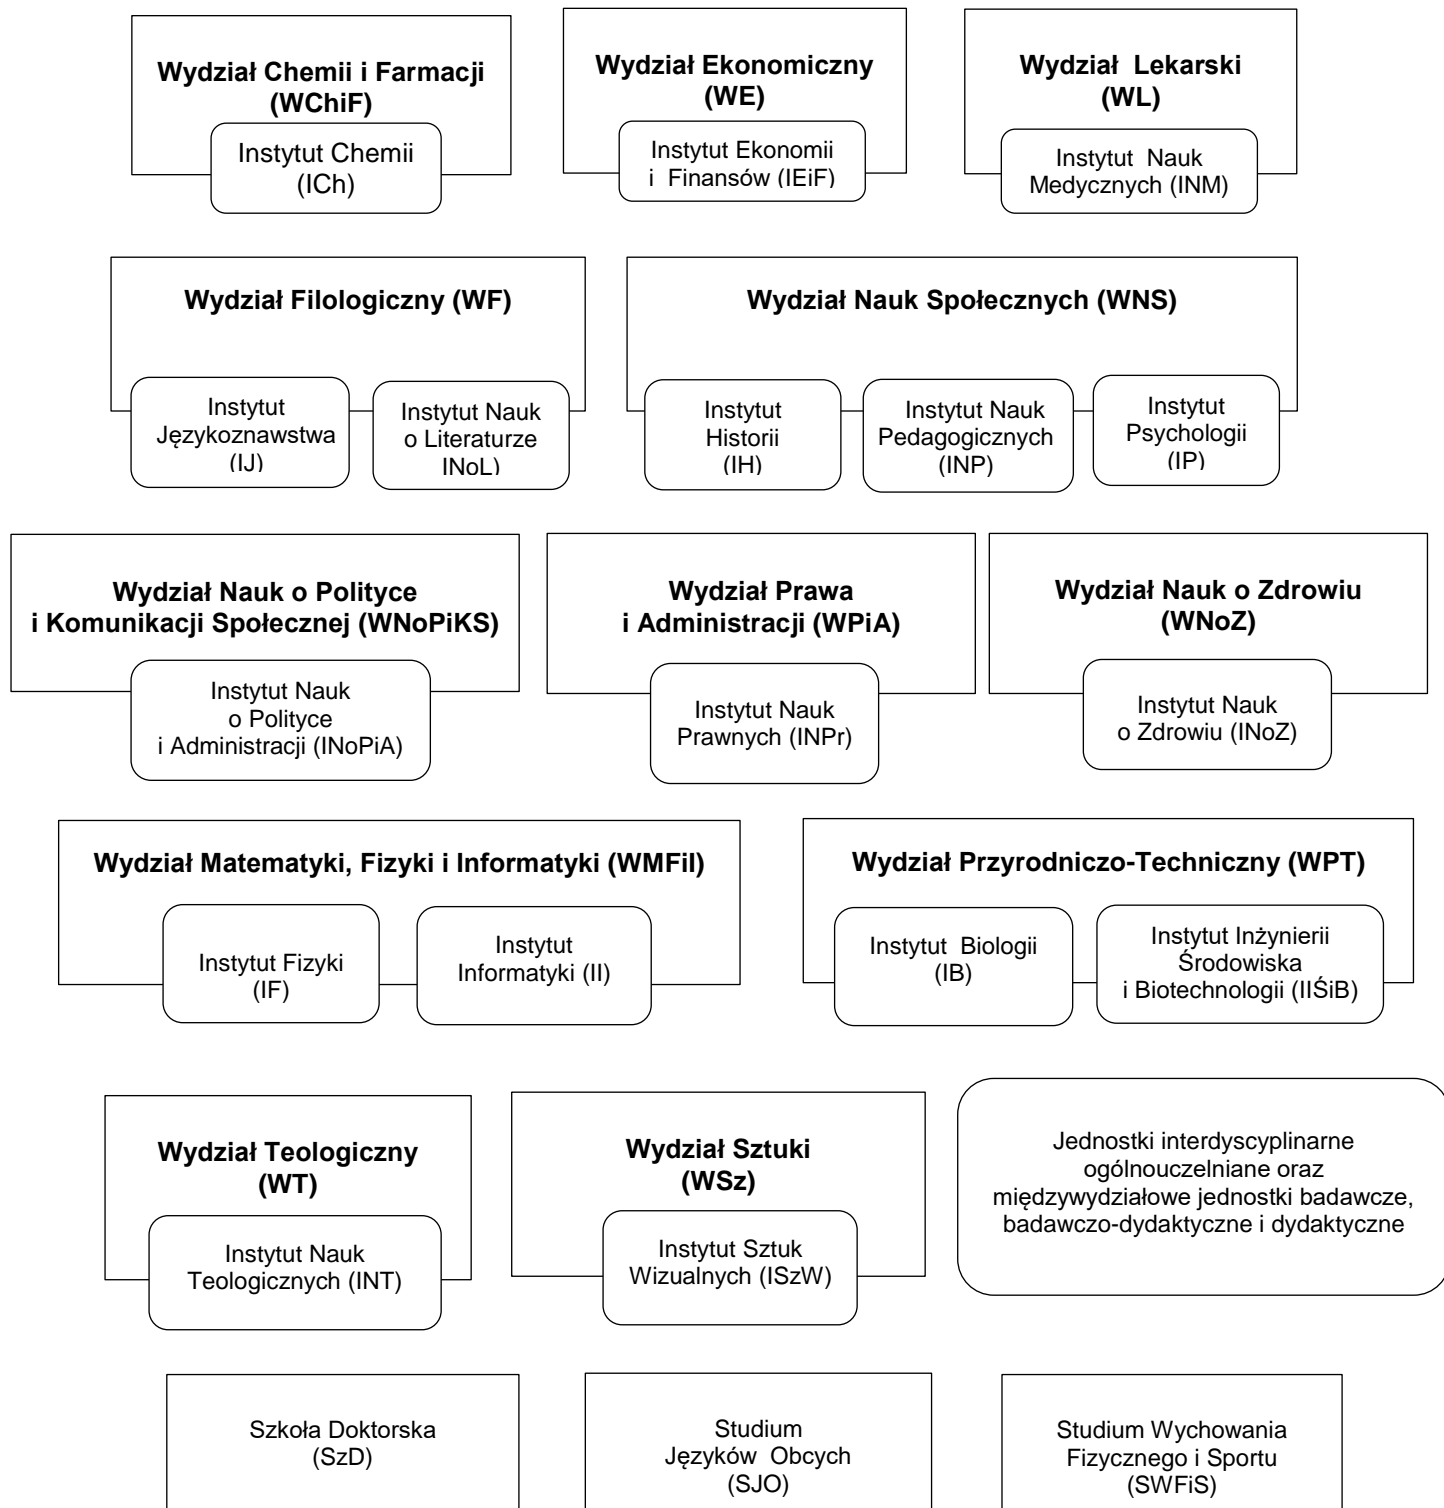 Wydział Chemii i Farmacji
(WChiF)
Instytut Chemii
(ICh)
Wydział Ekonomiczny
(WE)
Instytut Ekonomii
i Finansów (IEiF)
Wydział Lekarski
(WL)
Instytut Nauk
Medycznych (INM)
Wydział Filologiczny (WF)
Instytut
Językoznawstwa
(IJ)
Instytut Nauk
o Literaturze
INoL)
Wydział Nauk Społecznych (WNS)
Instytut
Historii
(IH)
Instytut Nauk
Pedagogicznych
(INP)
Instytut
Psychologii
(IP)
Wydział Nauk o Polityce
i Komunikacji Społecznej (WNoPiKS)
Instytut Nauk
o Polityce
i Administracji (INoPiA)
Wydział Prawa
i Administracji (WPiA)
Instytut Nauk
Prawnych (INPr)
Wydział Nauk o Zdrowiu
(WNoZ)
Instytut Nauk
o Zdrowiu (INoZ)
Wydział Matematyki, Fizyki i Informatyki (WMFiI)
Instytut Fizyki
(IF)
Instytut
Informatyki (II)
Wydział Przyrodniczo-Techniczny (WPT)
Instytut Biologii
(IB)
Instytut Inżynierii
Środowiska
i Biotechnologii (IIŚiB)
Wydział Teologiczny
(WT)
Instytut Nauk
Teologicznych (INT)
Wydział Sztuki
(WSz)
Instytut Sztuk
Wizualnych (ISzW)
Jednostki interdyscyplinarne
ogólnouczelniane oraz
międzywydziałowe jednostki badawcze,
badawczo-dydaktyczne i dydaktyczne
Szkoła Doktorska
(SzD)
Studium
Języków Obcych
(SJO)
Studium Wychowania
Fizycznego i Sportu
(SWFiS)